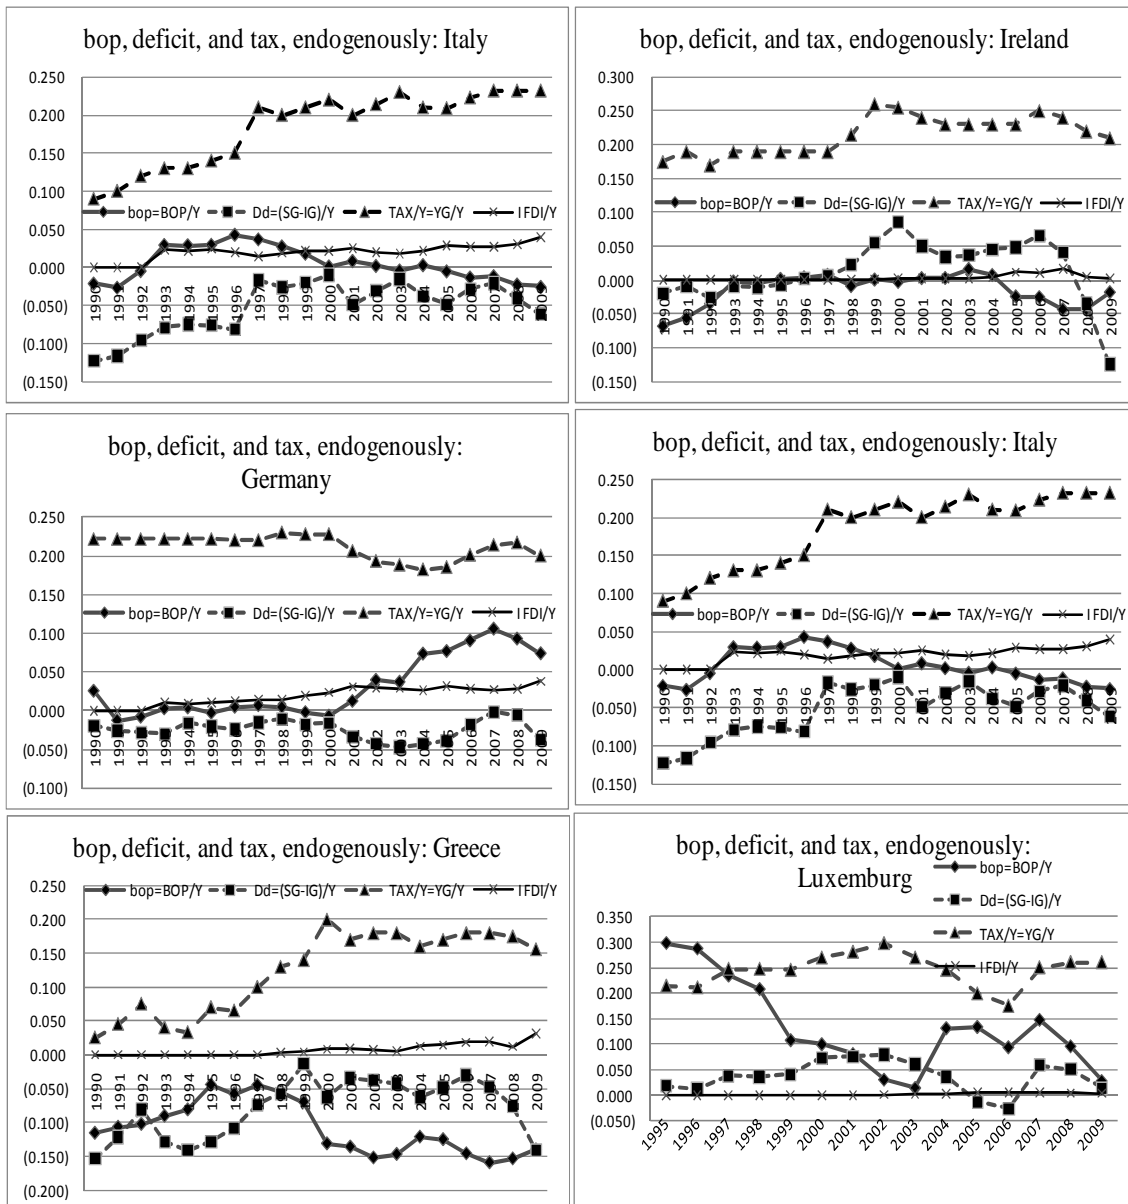 bop, deficit, and tax, endogenously: Italy
0.250
0.200
0.150
0.100
bop=BOP/Y Dd=(SG-IG)/Y TAX/Y=YG/Y I FDI/Y
0.050
0.000
(0.050)
(0.100)
(0.150)
1990 1991 1992 1993 1994 1995 1996 1997 1998 1999 2000 2001 2002 2003 2004 2005 2006 2007 2008 2009
bop, deficit, and tax, endogenously: Ireland
0.300
0.250
0.200
0.150
0.100
bop=BOP/Y Dd=(SG-IG)/Y TAX/Y=YG/Y I FDI/Y
0.050
0.000
(0.050)
(0.100)
(0.150)
1990 1991 1992 1993 1994 1995 1996 1997 1998 1999 2000 2001 2002 2003 2004 2005 2006 2007 2008 2009
bop, deficit, and tax, endogenously:
Germany
0.250
0.200
0.150
bop=BOP/Y Dd=(SG-IG)/Y TAX/Y=YG/Y I FDI/Y
0.100
0.050
0.000
(0.050)
(0.100)
1990 1991 1992 1993 1994 1995 1996 1997 1998 1999 2000 2001 2002 2003 2004 2005 2006 2007 2008 2009
bop, deficit, and tax, endogenously: Italy
0.250
0.200
0.150
0.100
bop=BOP/Y Dd=(SG-IG)/Y TAX/Y=YG/Y I FDI/Y
0.050
0.000
(0.050)
(0.100)
(0.150)
1990 1991 1992 1993 1994 1995 1996 1997 1998 1999 2000 2001 2002 2003 2004 2005 2006 2007 2008 2009
bop, deficit, and tax, endogenously: Greece
0.250
bop=BOP/Y Dd=(SG-IG)/Y TAX/Y=YG/Y I FDI/Y
0.200
0.150
0.100
0.050
0.000
(0.050)
(0.100)
(0.150)
(0.200)
1990 1991 1992 1993 1994 1995 1996 1997 1998 1999 2000 2001 2002 2003 2004 2005 2006 2007 2008 2009
bop, deficit, and tax, endogenously:
Luxemburg
bop=BOP/Y
Dd=(SG-IG)/Y
TAX/Y=YG/Y
I FDI/Y
0.350
0.300
0.250
0.200
0.150
0.100
0.050
0.000
(0.050)
1995 1996 1997 1998 1999 2000 2001 2002 2003 2004 2005 2006 2007 2008 2009